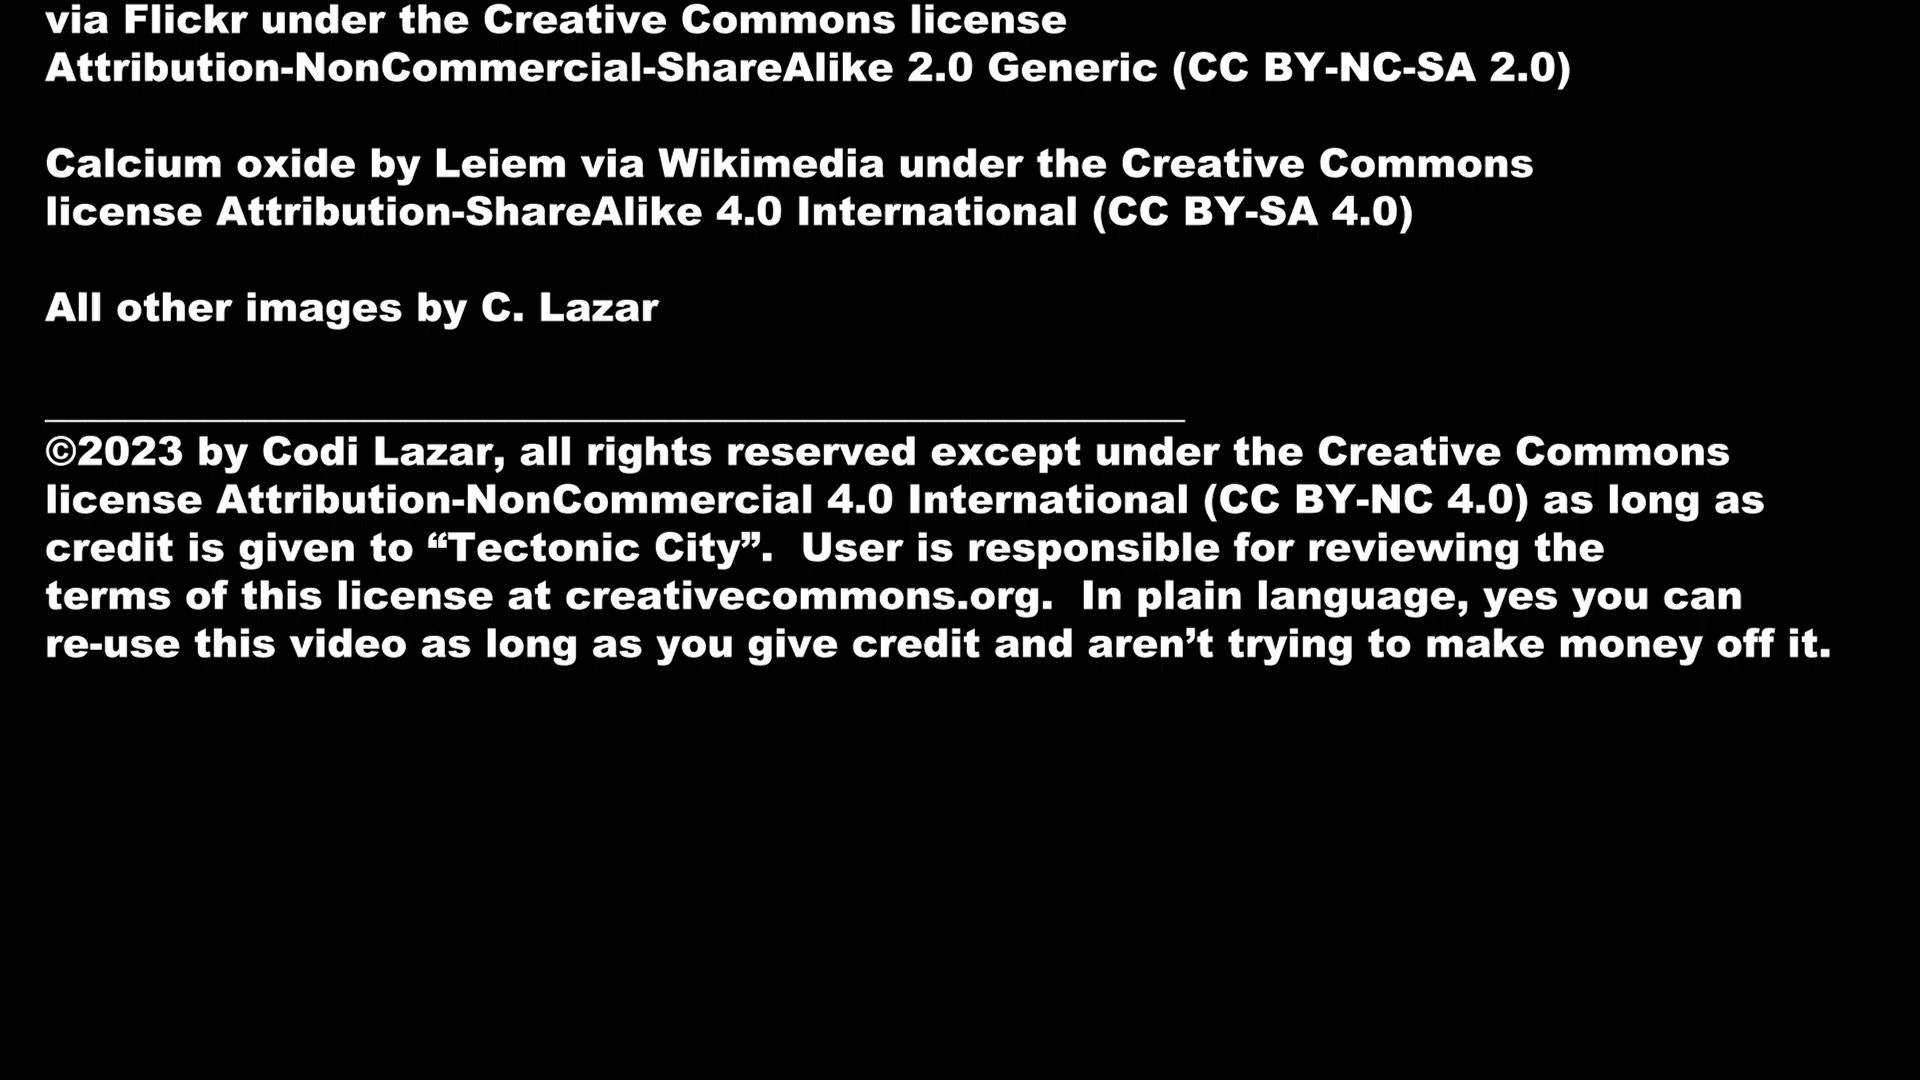 via Flickr under the Creative Commons license
Attribution-NonCommercial-ShareAlike 2.0 Generic (CC BY-NC-SA 2.0)
Calcium oxide by Leiem via Wikimedia under the Creative Commons
license Attribution-ShareAlike 4.0 International (CC BY-SA 4.0)
All other images by C. Lazar
©2023 by Codi Lazar, all rights reserved except under the Creative Commons
license Attribution-NonCommercial 4.0 International (CC BY-NC 4.0) as long as
credit is given to “Tectonic City”.  User is responsible for reviewing the
terms of this license at creativecommons.org.  In plain language, yes you can
re-use this video as long as you give credit and aren’t trying to make money off it.